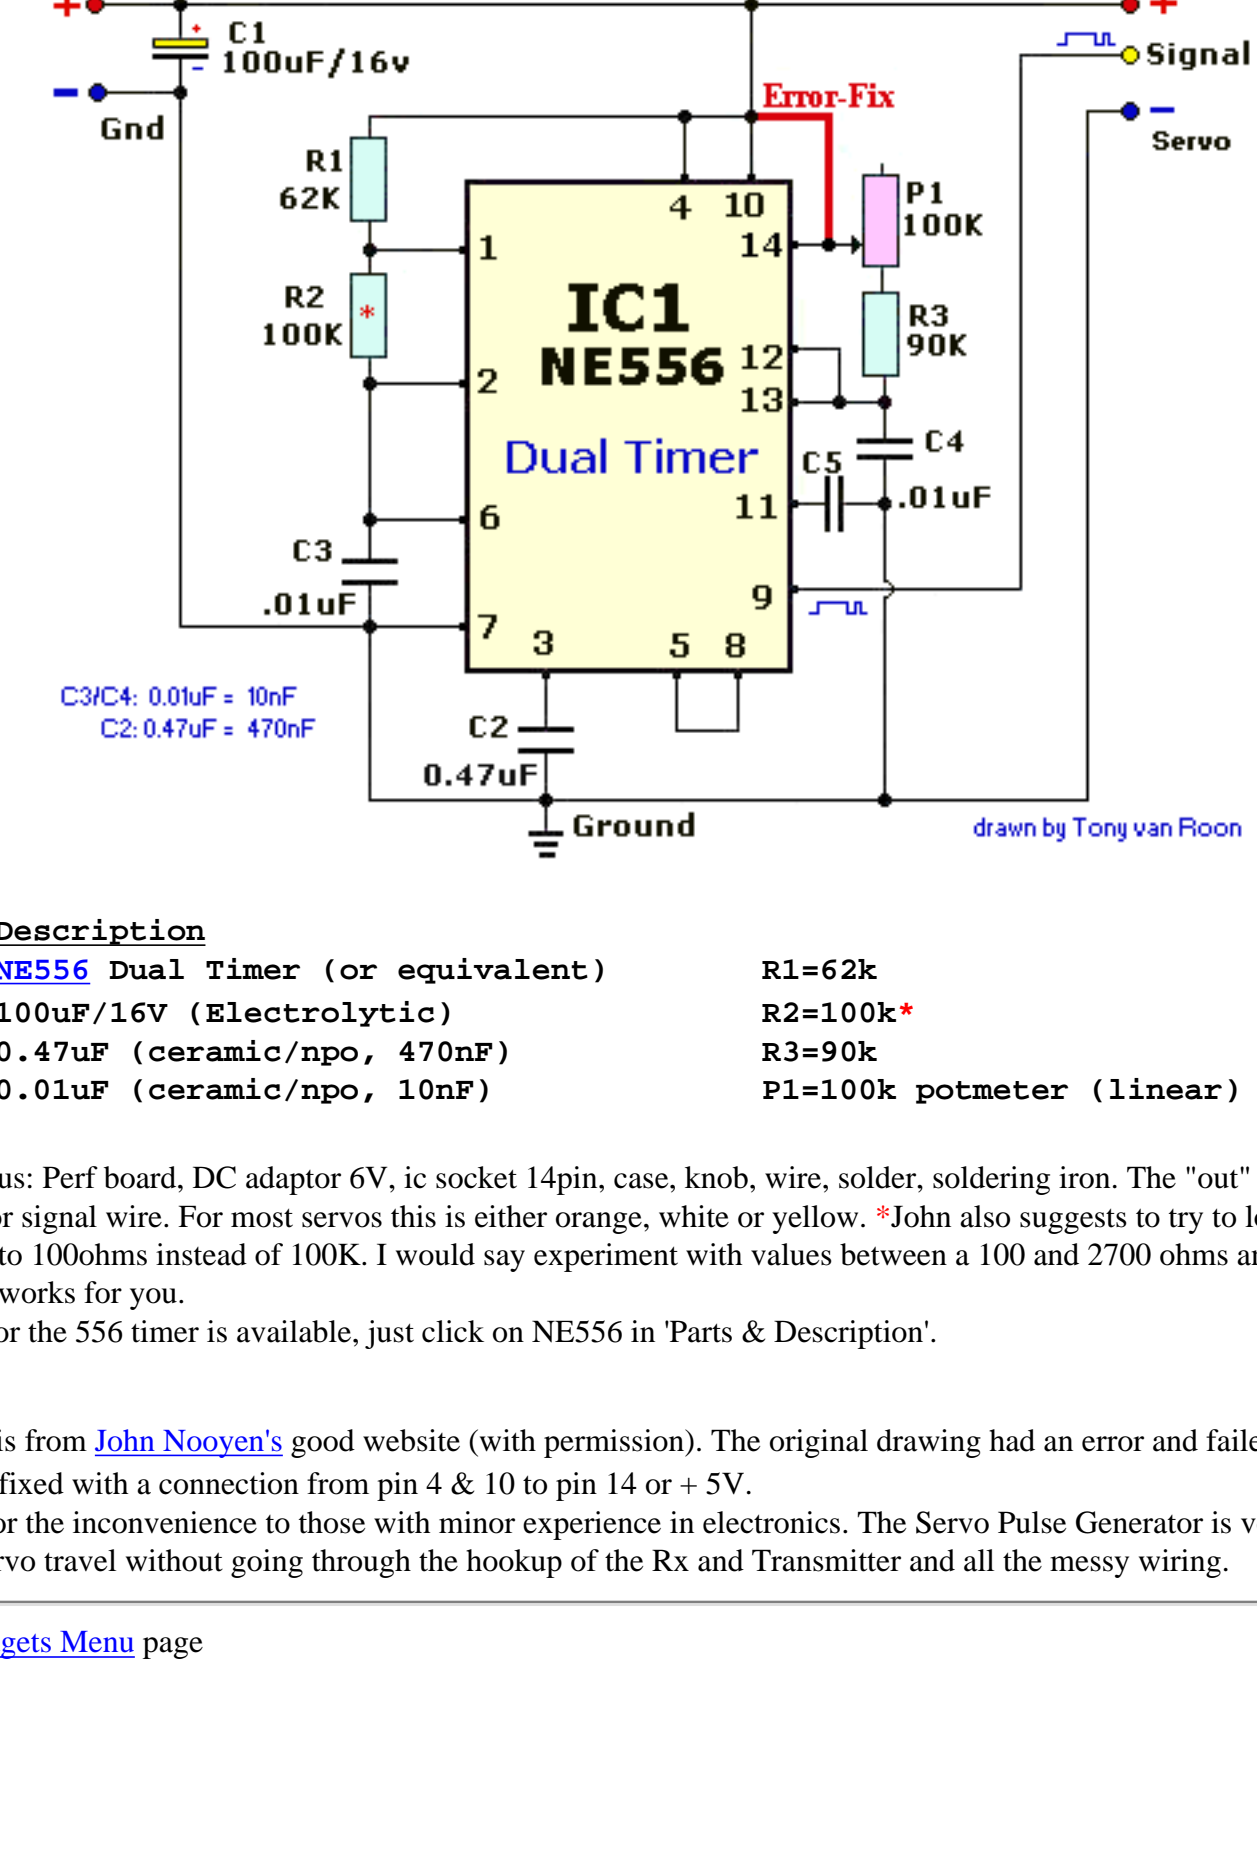 + +
C1
100uF/16v
+
-
Signal
- -
Gnd
Servo
Error-Fix
R1
62K
4 10
P1
100K
14
1
R2
100K
*
IC1
NE556
R3
90K
12
2
13
Dual Timer
C4
C5
.01uF
11
6
C3
.01uF
9
7
3 5 8
C3/C4: 0.01uF = 10nF
C2: 0.47uF = 470nF
C2
0.47uF
Ground
drawn by Tony van Roon
Description
NE556 Dual Timer (or equivalent) R1=62k
100uF/16V (Electrolytic) R2=100k*
0.47uF (ceramic/npo, 470nF) R3=90k
0.01uF (ceramic/npo, 10nF) P1=100k potmeter (linear)
us: Perf board, DC adaptor 6V, ic socket 14pin, case, knob, wire, solder, soldering iron. The "out"
or signal wire. For most servos this is either orange, white or yellow. *John also suggests to try to lo
to 100ohms instead of 100K. I would say experiment with values between a 100 and 2700 ohms an
works for you.
or the 556 timer is available, just click on NE556 in 'Parts & Description'.
is from John Nooyen's good website (with permission). The original drawing had an error and faile
fixed with a connection from pin 4 & 10 to pin 14 or + 5V.
or the inconvenience to those with minor experience in electronics. The Servo Pulse Generator is v
rvo travel without going through the hookup of the Rx and Transmitter and all the messy wiring.
gets Menu page